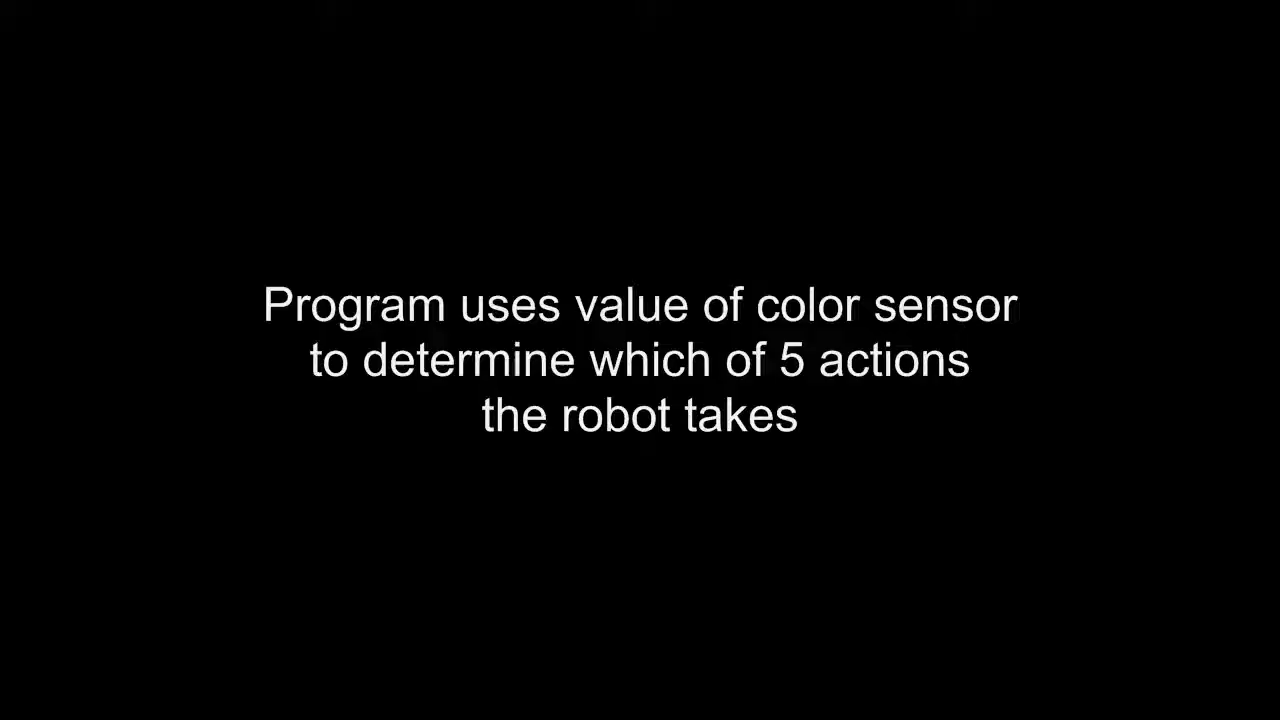 Program uses value of color sensor
to determine which of 5 actions
the robot takes